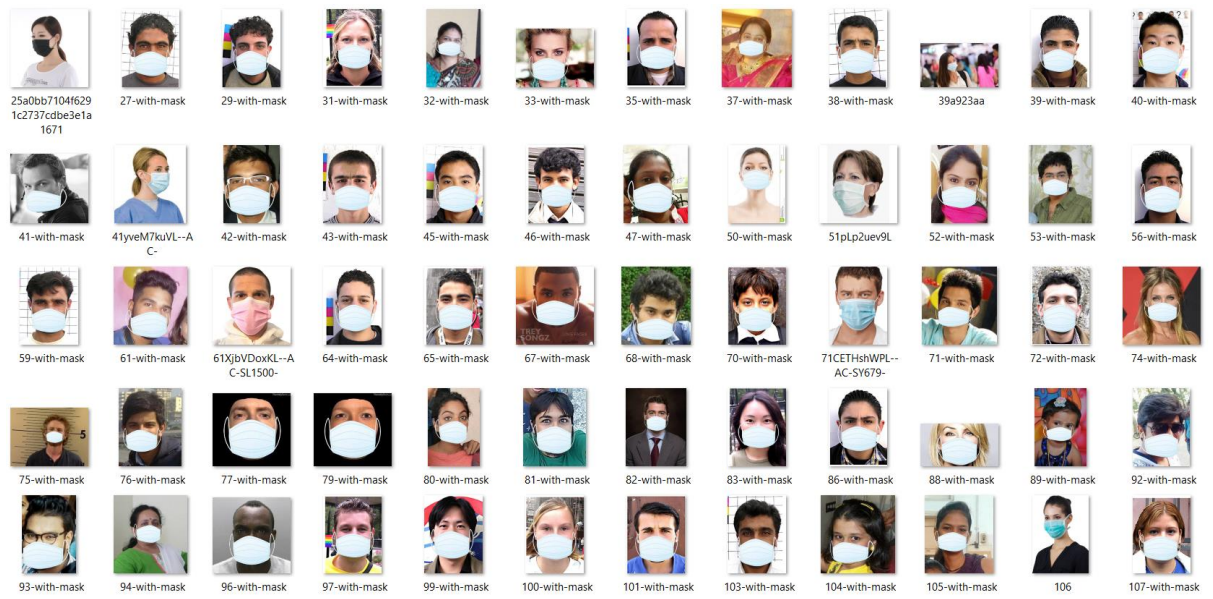 25a0bb7104f629 27-with-mask 29-with-mask 31-with-mask 32-with-mask 33-with-mask 35-with-mask 37-with-mask 38-with-mask 39a923aa 39-with-mask 40-with-mask
1c2737cdbe3e1a
1671
41-with-mask 41yveM7kuVL--A 42-with-mask 43-with-mask 45-with-mask 46-with-mask 47-with-mask 50-with-mask 51pLp2uev9L 52-with-mask 53-with-mask 56-with-mask
C-
TREY
SONGZ
59-with-mask 61-with-mask 61XjbVDoxKL--A 64-with-mask 65-with-mask 67-with-mask 68-with-mask 70-with-mask 71CETHshWPL-- 71-with-mask 72-with-mask 74-with-mask
C-SL1500- AC-SY679-
5
75-with-mask 76-with-mask 77-with-mask 79-with-mask 80-with-mask 81-with-mask 82-with-mask 83-with-mask 86-with-mask 88-with-mask 89-with-mask 92-with-mask
93-with-mask 94-with-mask 96-with-mask 97-with-mask 99-with-mask 100-with-mask 101-with-mask 103-with-mask 104-with-mask 105-with-mask 106 107-with-mask